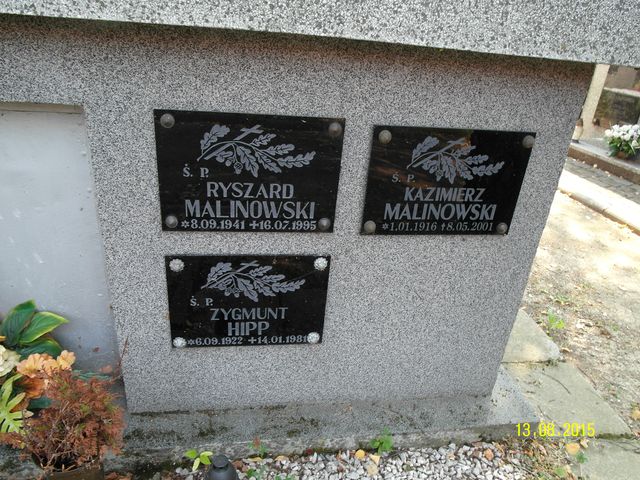 Ś. P.
RYSZARD
MALINOWSKI
*8.09.1941 +16.07.1995
Ś. P.
KAZIMIERZ
MALINOWSKI
*1.01.1916 +8.05.2001
Ś. P.
ZYGMUNT
HIPP
*6.09.1922 +14.01.1981
13.08.2015